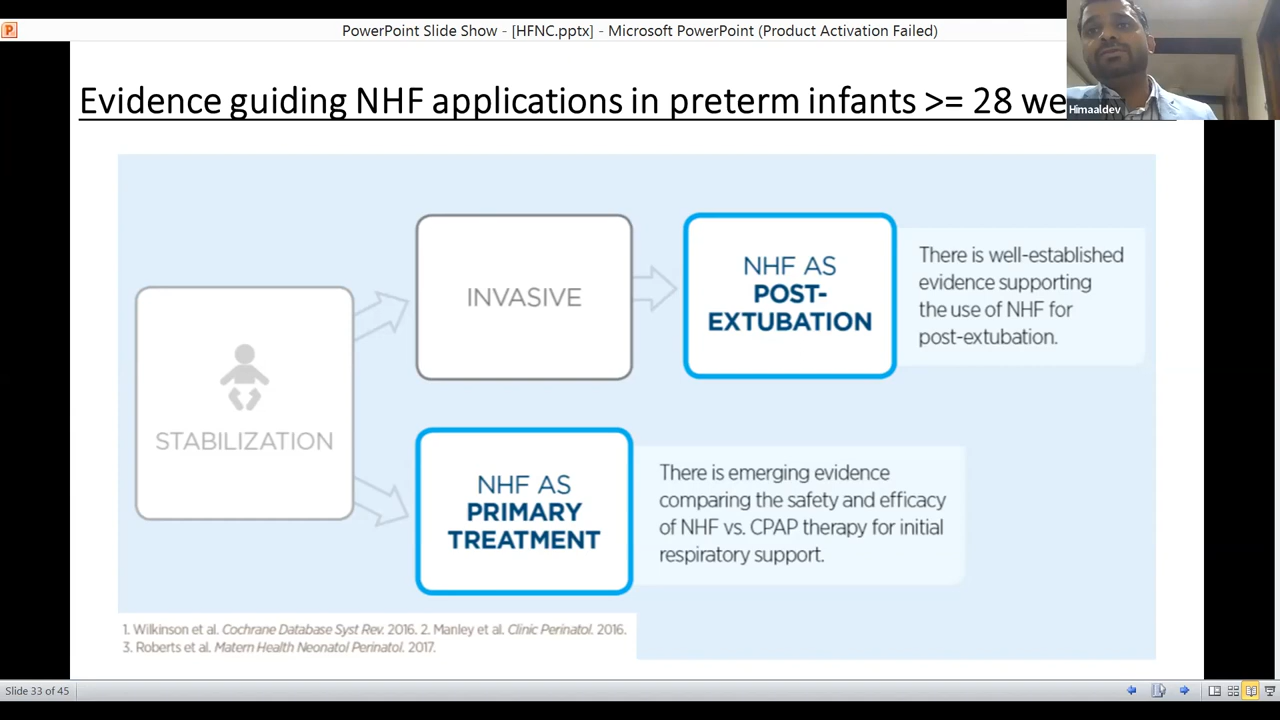 PowerPoint Slide Show - [HFNC.pptx] - Microsoft PowerPoint (Product Activation Failed)
Himaaldev
Evidence guiding NHF applications in preterm infants >= 28 we
STABILIZATION
INVASIVE
NHF AS
POST-
EXTUBATION
There is well-established
evidence supporting
the use of NHF for
post-extubation.
NHF AS
PRIMARY
TREATMENT
There is emerging evidence
comparing the safety and efficacy
of NHF vs. CPAP therapy for initial
respiratory support.
1. Wilkinson et al. Cochrane Database Syst Rev. 2016. 2. Manley et al. Clinic Perinatol. 2016.
3. Roberts et al. Matern Health Neonatol Perinatol. 2017.
Slide 33 of 45